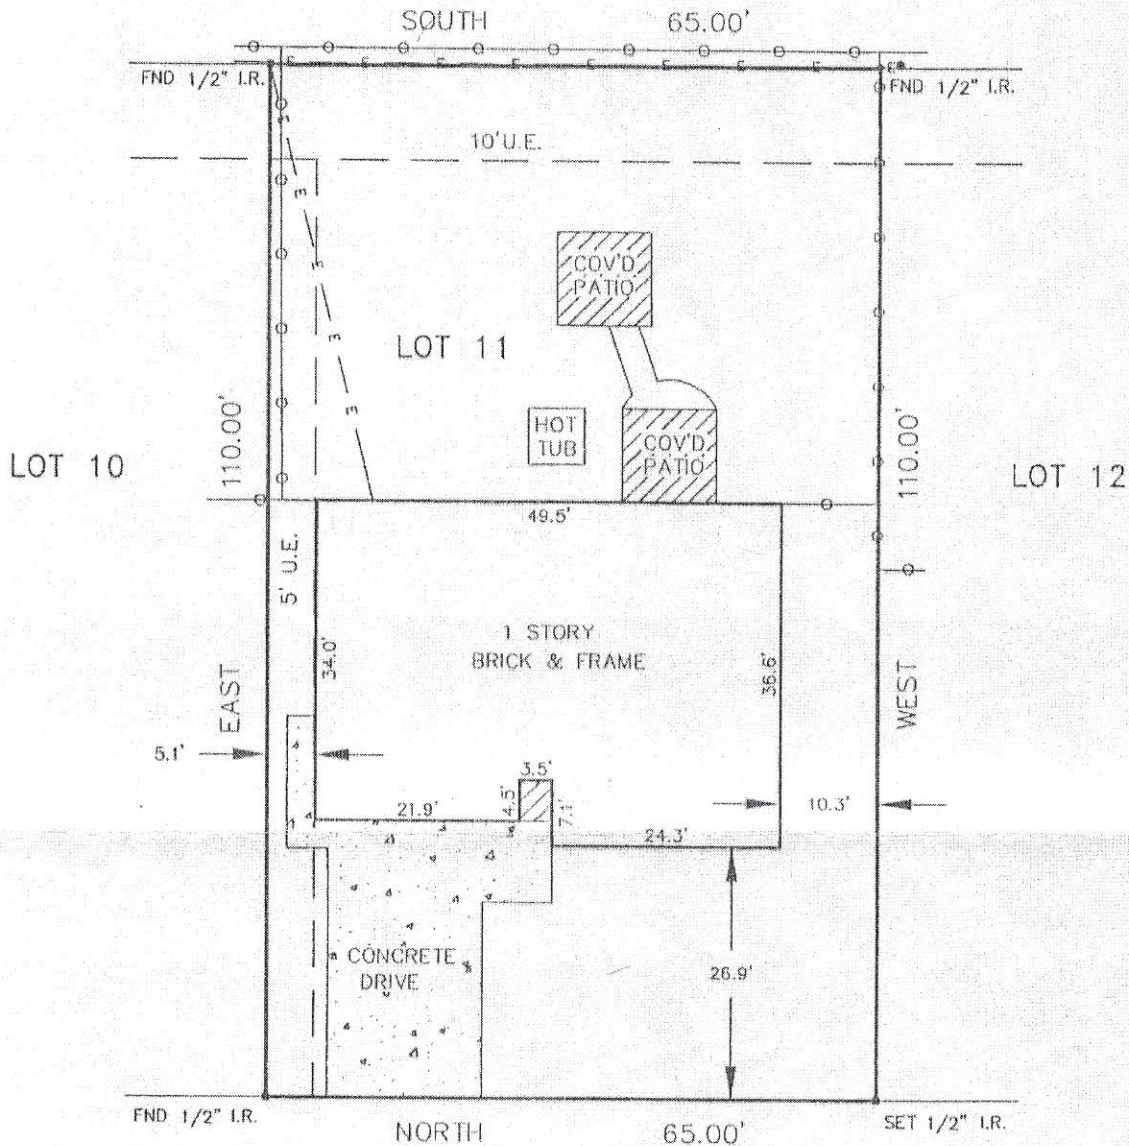 SOUTH 65.00'
FND 1/2" I.R.
FND 1/2" I.R.
E E E E E E E E
10'U.E.
E
E
E
E
E
COV'D
PATIO
LOT 11
110.00'
HOT
TUB
COV'D
PATIO
110.00'
LOT 10
LOT 12
49.5'
5' U.E.
1 STORY
BRICK & FRAME
34.0'
36.6'
EAST
WEST
5.1'
3.5'
4.5'
7.1'
21.9'
10.3'
24.3'
CONCRETE
DRIVE
26.9'
FND 1/2" I.R.
SET 1/2" I.R.
NORTH 65.00'